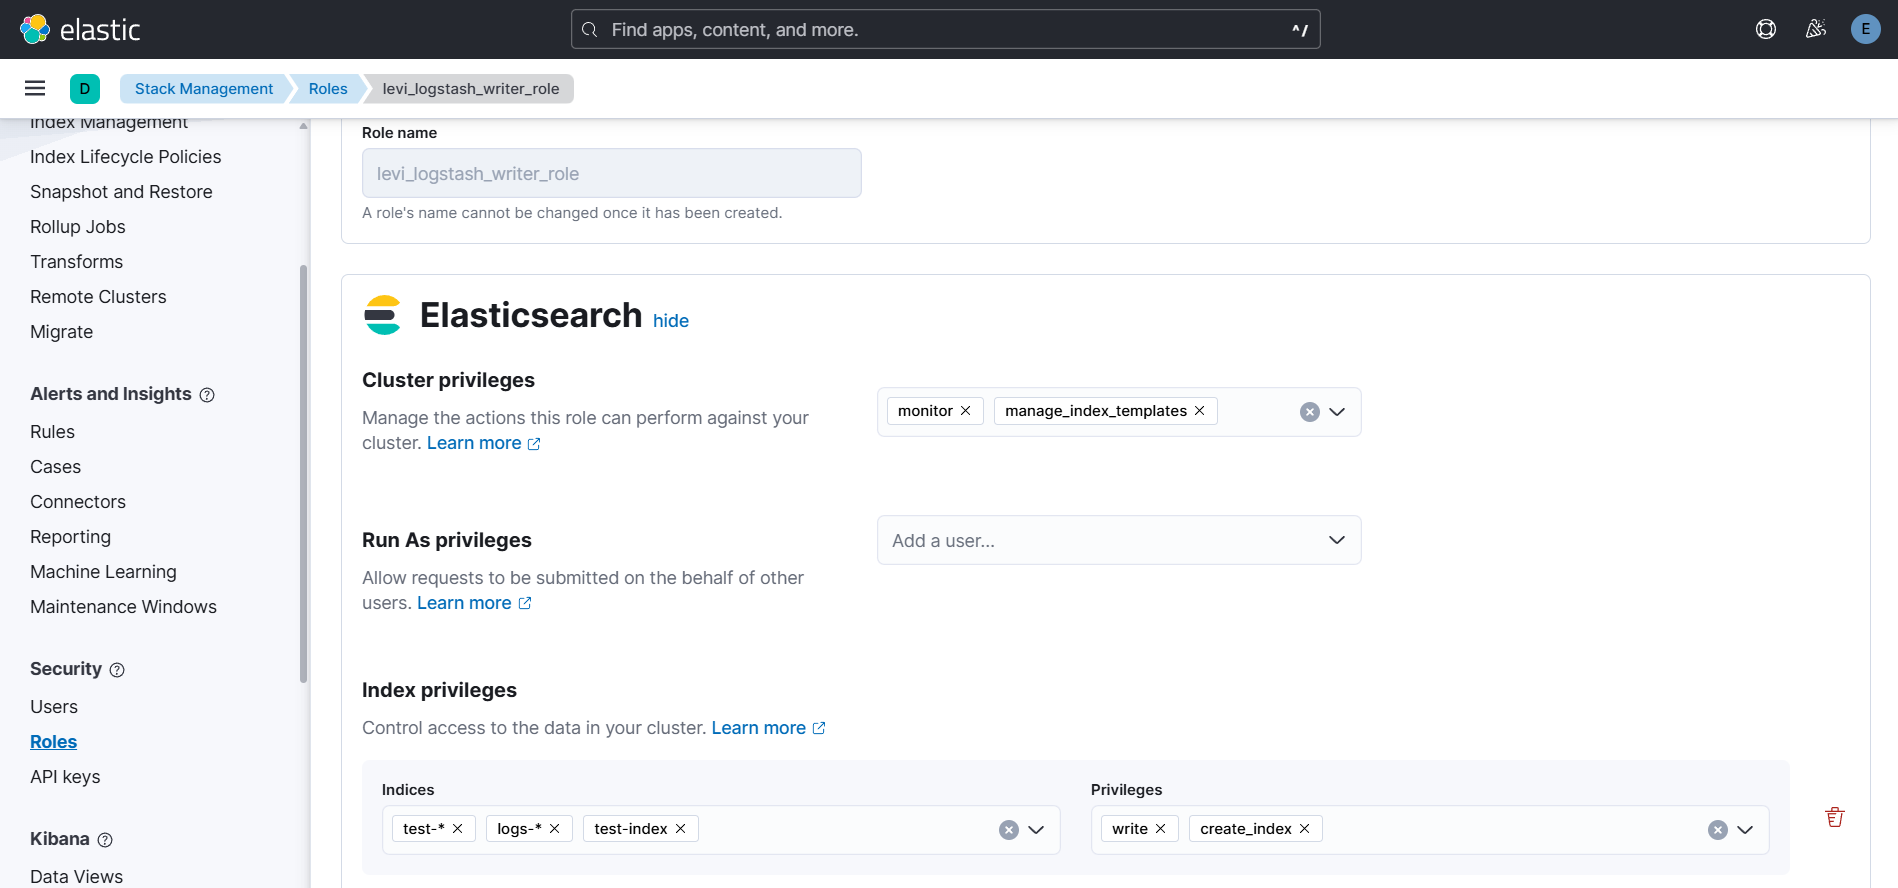 elastic
Find apps, content, and more.
^/
E
D
Stack Management
Roles
levi_logstash_writer_role
Index Management
Index Lifecycle Policies
Snapshot and Restore
Rollup Jobs
Transforms
Remote Clusters
Migrate
Alerts and Insights
Rules
Cases
Connectors
Reporting
Machine Learning
Maintenance Windows
Security
Users
Roles
API keys
Kibana
Data Views
Role name
levi_logstash_writer_role
A role's name cannot be changed once it has been created.
Elasticsearch hide
Cluster privileges
Manage the actions this role can perform against your
cluster. Learn more
monitor
manage_index_templates
Run As privileges
Allow requests to be submitted on the behalf of other
users. Learn more
Add a user...
Index privileges
Control access to the data in your cluster. Learn more
Indices
test-*
logs-*
test-index
Privileges
write
create_index